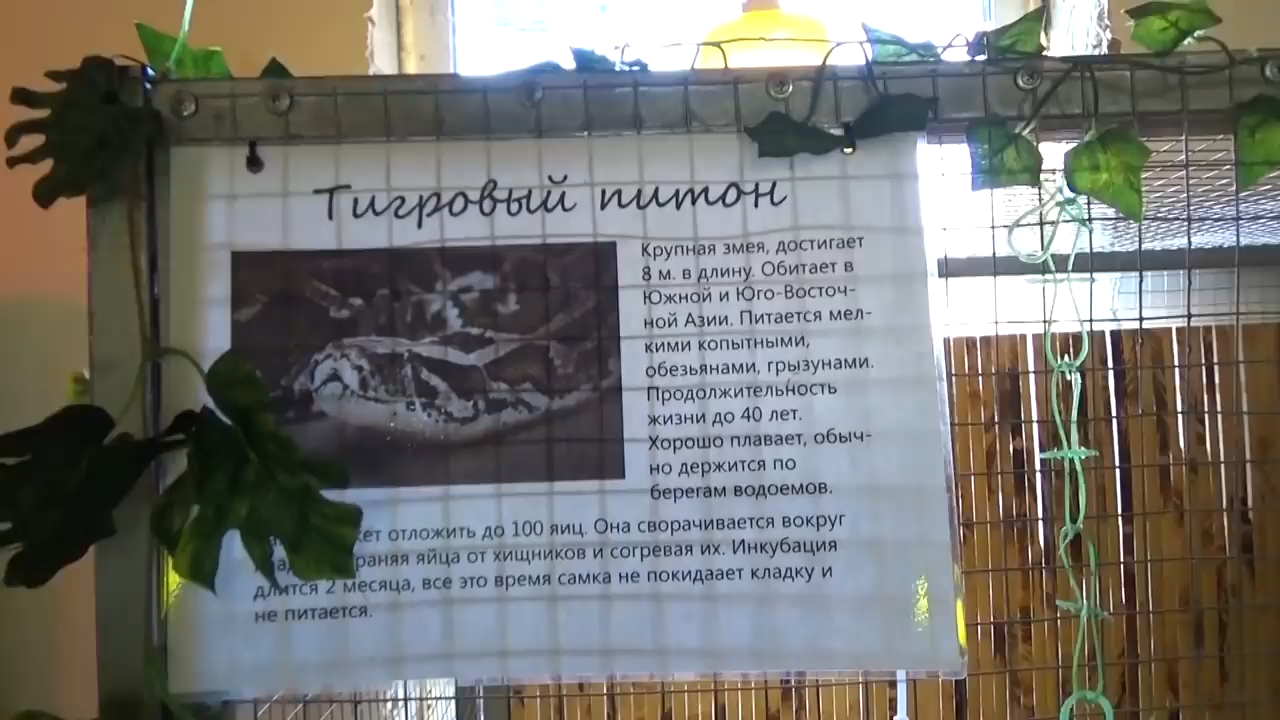 Тигровый питон
Крупная змея, достигает
8 м. в длину. Обитает в
Южной и Юго-Восточ-
ной Азии. Питается мел-
кими копытными,
обезьянами, грызунами.
Продолжительность
жизни до 40 лет.
Хорошо плавает, обыч-
но держится по
берегам водоемов.
отложить до 100 яиц. Она сворачивается вокруг
яйца от хищников и согревая их. Инкубация
длится 2 месяца, все это время самка не покидаает кладку и
не питается.